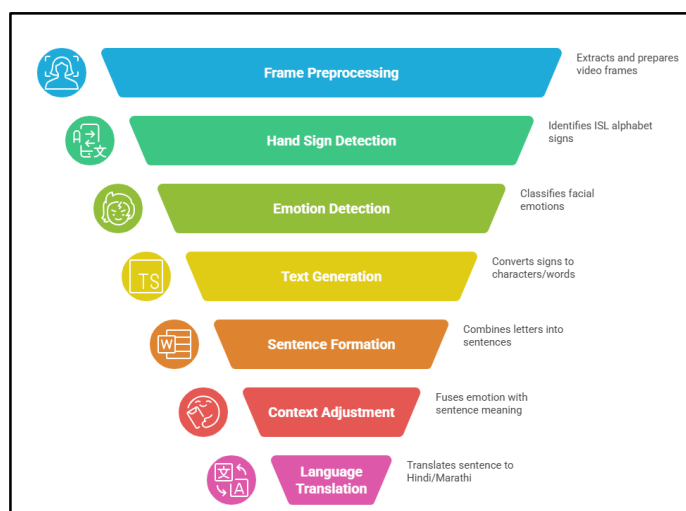 Frame Preprocessing
Extracts and prepares
video frames
Hand Sign Detection
Identifies ISL alphabet
signs
Emotion Detection
Classifies facial
emotions
TS
Text Generation
Converts signs to
characters/words
W
Sentence Formation
Combines letters into
sentences
Context Adjustment
Fuses emotion with
sentence meaning
文
A
Language
Translation
Translates sentence to
Hindi/Marathi